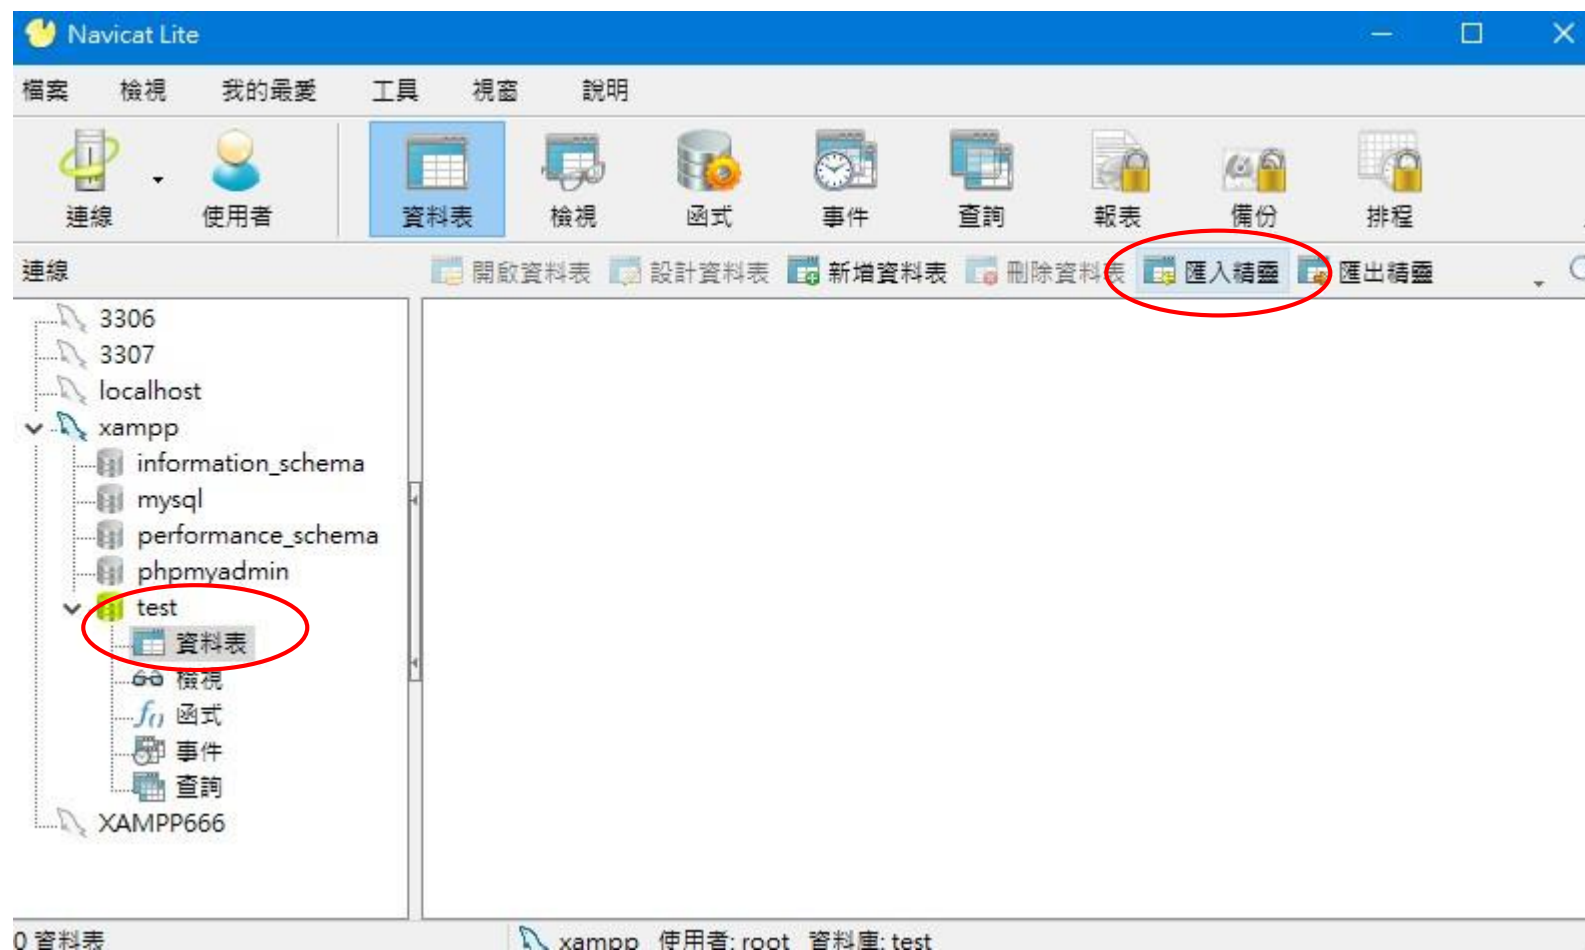 Navicat Lite
檔案 檢視 我的最愛 工具 視窗 說明
連線 使用者 資料表 檢視 函式 事件 查詢 報表 備份 排程
連線 開啟資料表 設計資料表 新增資料表 刪除資料表 匯入精靈 匯出精靈
3306
3307
localhost
xampp
information_schema
mysql
performance_schema
phpmyadmin
test
資料表
檢視
函式
事件
查詢
XAMPP666
0 資料表 xampp 使用者: root 資料庫: test